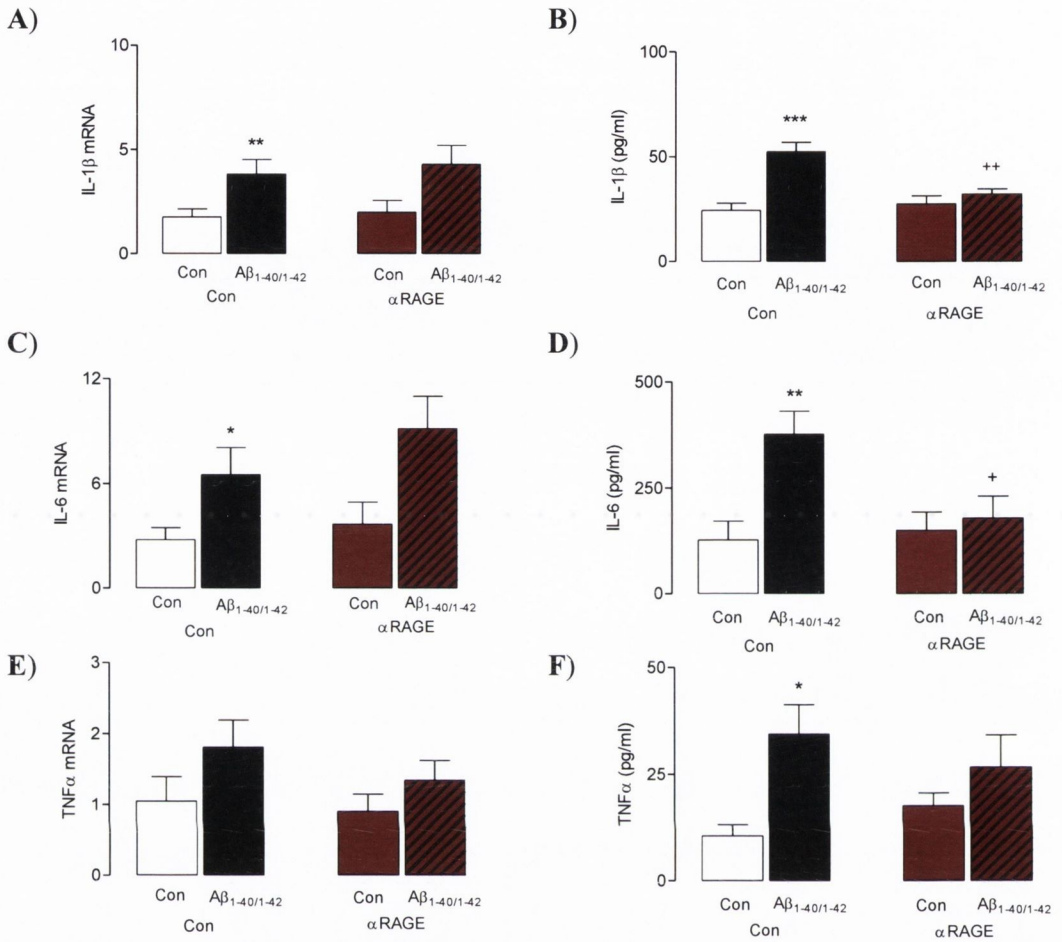 A)
10
5
0
IL-1β mRNA
**
Con Aβ1-40/1-42
Con
αRAGE
B)
100
50
0
IL-1β (pg/ml)
***
++
Con Aβ1-40/1-42 Con Aβ1-40/1-42
Con
αRAGE
C)
12
6
0
IL-6 mRNA
*
Con Aβ1-40/1-42 Con Aβ1-40/1-42
Con
αRAGE
D)
500
250
0
IL-6 (pg/ml)
**
+
Con Aβ1-40/1-42 Con Aβ1-40/1-42
Con
αRAGE
E)
3
2
1
0
TNFα mRNA
Con Aβ1-40/1-42 Con Aβ1-40/1-42
Con
αRAGE
F)
50
25
0
TNFα (pg/ml)
*
Con Aβ1-40/1-42 Con Aβ1-40/1-42
Con
αRAGE